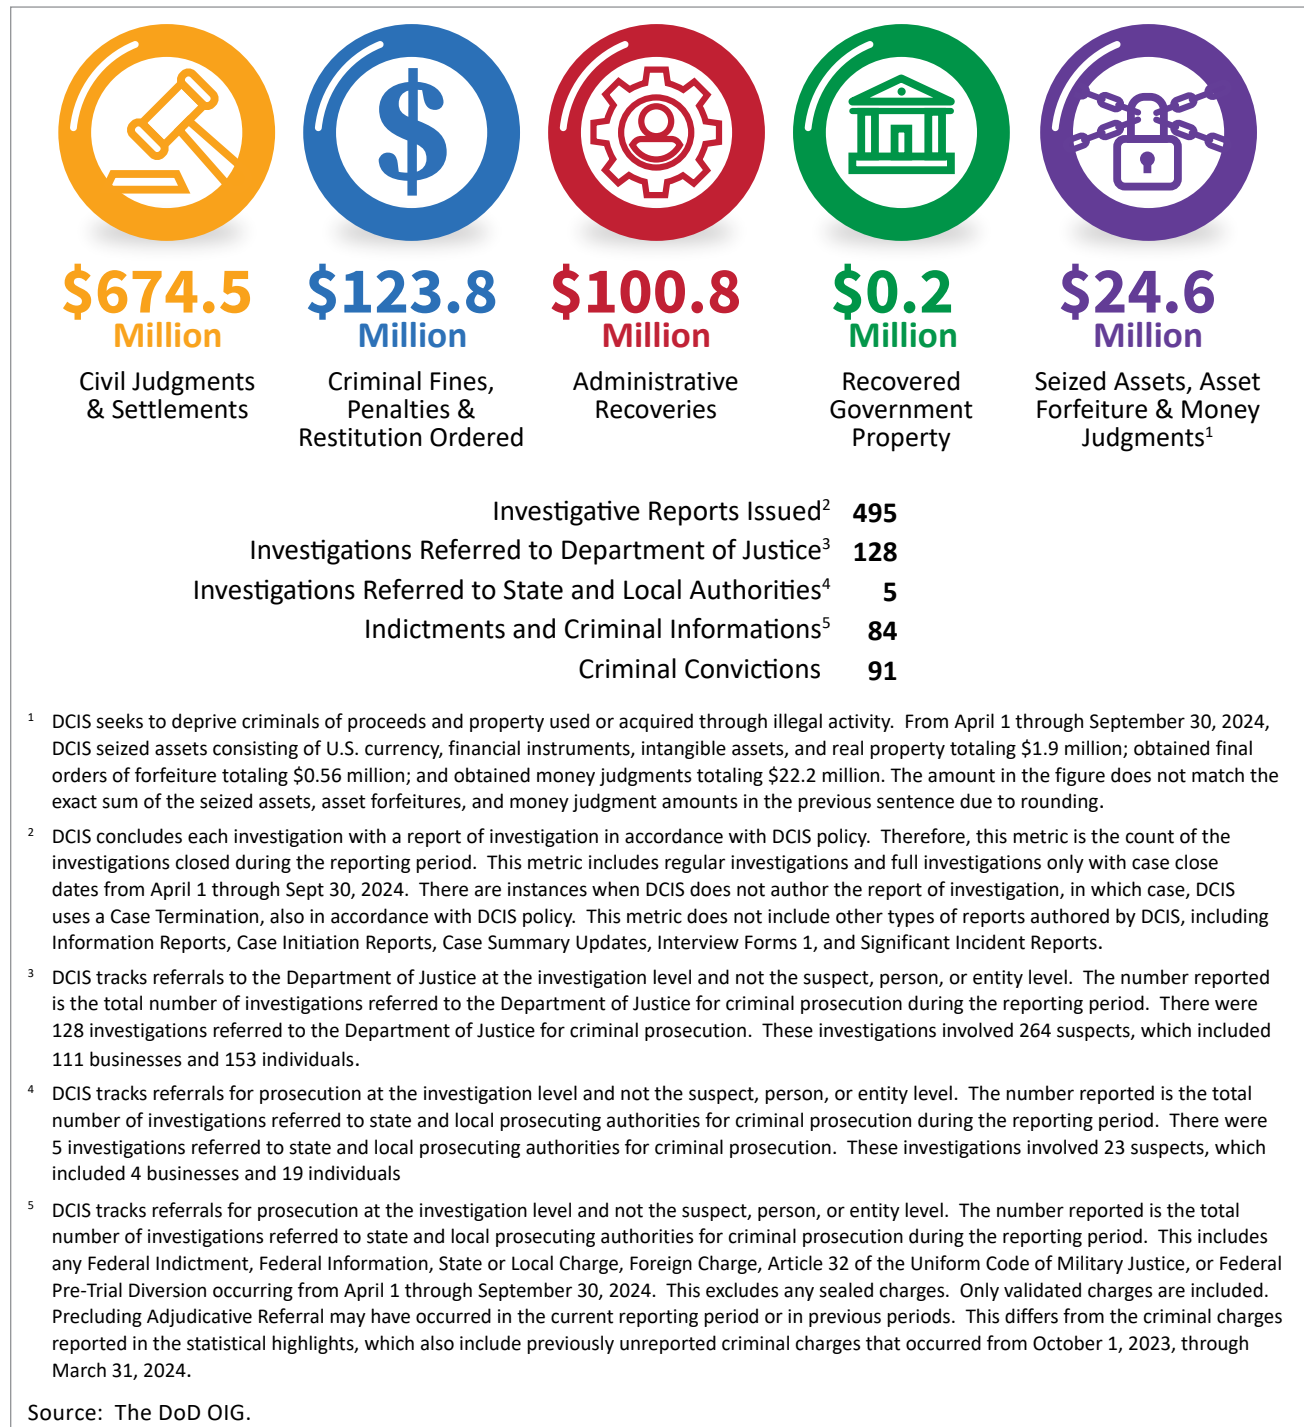 $674.5
Million
Civil Judgments
& Settlements
$123.8
Million
Criminal Fines,
Penalties &
Restitution Ordered
$100.8
Million
Administrative
Recoveries
$0.2
Million
Recovered
Government
Property
$24.6
Million
Seized Assets, Asset
Forfeiture & Money
Judgments1
Investigative Reports Issued2 495
Investigations Referred to Department of Justice3 128
Investigations Referred to State and Local Authorities4 5
Indictments and Criminal Informations5 84
Criminal Convictions 91
1 DCIS seeks to deprive criminals of proceeds and property used or acquired through illegal activity. From April 1 through September 30, 2024,
DCIS seized assets consisting of U.S. currency, financial instruments, intangible assets, and real property totaling $1.9 million; obtained final
orders of forfeiture totaling $0.56 million; and obtained money judgments totaling $22.2 million. The amount in the figure does not match the
exact sum of the seized assets, asset forfeitures, and money judgment amounts in the previous sentence due to rounding.
2 DCIS concludes each investigation with a report of investigation in accordance with DCIS policy. Therefore, this metric is the count of the
investigations closed during the reporting period. This metric includes regular investigations and full investigations only with case close
dates from April 1 through Sept 30, 2024. There are instances when DCIS does not author the report of investigation, in which case, DCIS
uses a Case Termination, also in accordance with DCIS policy. This metric does not include other types of reports authored by DCIS, including
Information Reports, Case Initiation Reports, Case Summary Updates, Interview Forms 1, and Significant Incident Reports.
3 DCIS tracks referrals to the Department of Justice at the investigation level and not the suspect, person, or entity level. The number reported
is the total number of investigations referred to the Department of Justice for criminal prosecution during the reporting period. There were
128 investigations referred to the Department of Justice for criminal prosecution. These investigations involved 264 suspects, which included
111 businesses and 153 individuals.
4 DCIS tracks referrals for prosecution at the investigation level and not the suspect, person, or entity level. The number reported is the total
number of investigations referred to state and local prosecuting authorities for criminal prosecution during the reporting period. There were
5 investigations referred to state and local prosecuting authorities for criminal prosecution. These investigations involved 23 suspects, which
included 4 businesses and 19 individuals
5 DCIS tracks referrals for prosecution at the investigation level and not the suspect, person, or entity level. The number reported is the total
number of investigations referred to state and local prosecuting authorities for criminal prosecution during the reporting period. This includes
any Federal Indictment, Federal Information, State or Local Charge, Foreign Charge, Article 32 of the Uniform Code of Military Justice, or Federal
Pre-Trial Diversion occurring from April 1 through September 30, 2024. This excludes any sealed charges. Only validated charges are included.
Precluding Adjudicative Referral may have occurred in the current reporting period or in previous periods. This differs from the criminal charges
reported in the statistical highlights, which also include previously unreported criminal charges that occurred from October 1, 2023, through
March 31, 2024.
Source: The DoD OIG.